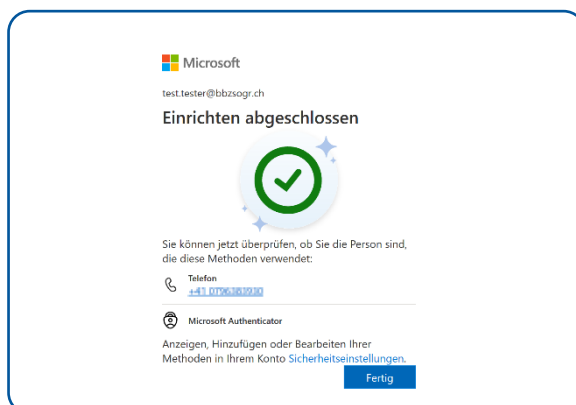 Microsoft
test.tester@bbzsogr.ch
Einrichten abgeschlossen
Sie können jetzt überprüfen, ob Sie die Person sind,
die diese Methoden verwendet:
Telefon
+41
Microsoft Authenticator
Anzeigen, Hinzufügen oder Bearbeiten Ihrer
Methoden in Ihrem Konto Sicherheitseinstellungen.
Fertig